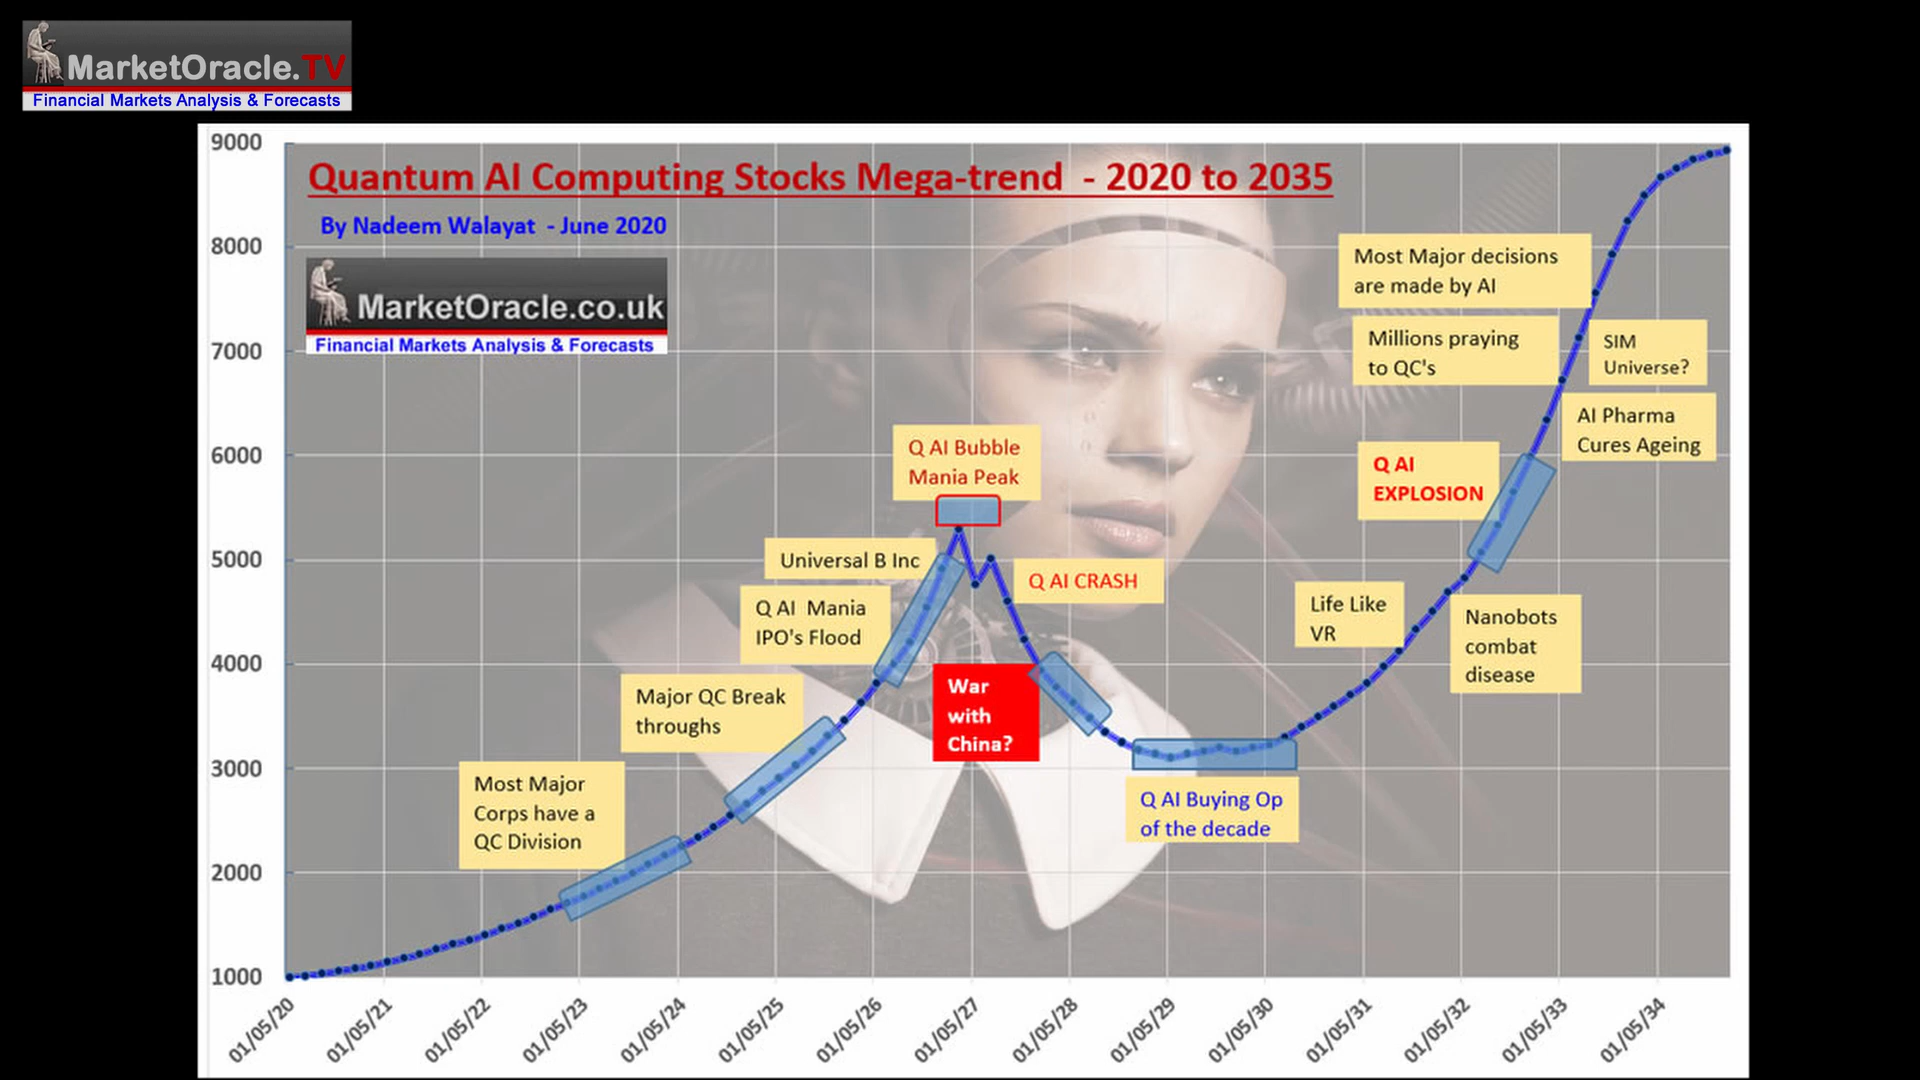 MarketOracle.TV
Financial Markets Analysis & Forecasts
Quantum AI Computing Stocks Mega-trend - 2020 to 2035
By Nadeem Walayat - June 2020
MarketOracle.co.uk
Financial Markets Analysis & Forecasts
9000
8000
7000
6000
5000
4000
3000
2000
1000
Most Major decisions
are made by AI
Millions praying
to QC's
SIM
Universe?
AI Pharma
Cures Ageing
Q AI Bubble
Mania Peak
Q AI
EXPLOSION
Universal B Inc
Q AI CRASH
Q AI Mania
IPO's Flood
Life Like
VR
Nanobots
combat
disease
Major QC Break
throughs
War
with
China?
Most Major
Corps have a
QC Division
Q AI Buying Op
of the decade
01/05/20
01/05/21
01/05/22
01/05/23
01/05/24
01/05/25
01/05/26
01/05/27
01/05/28
01/05/29
01/05/30
01/05/31
01/05/32
01/05/33
01/05/34